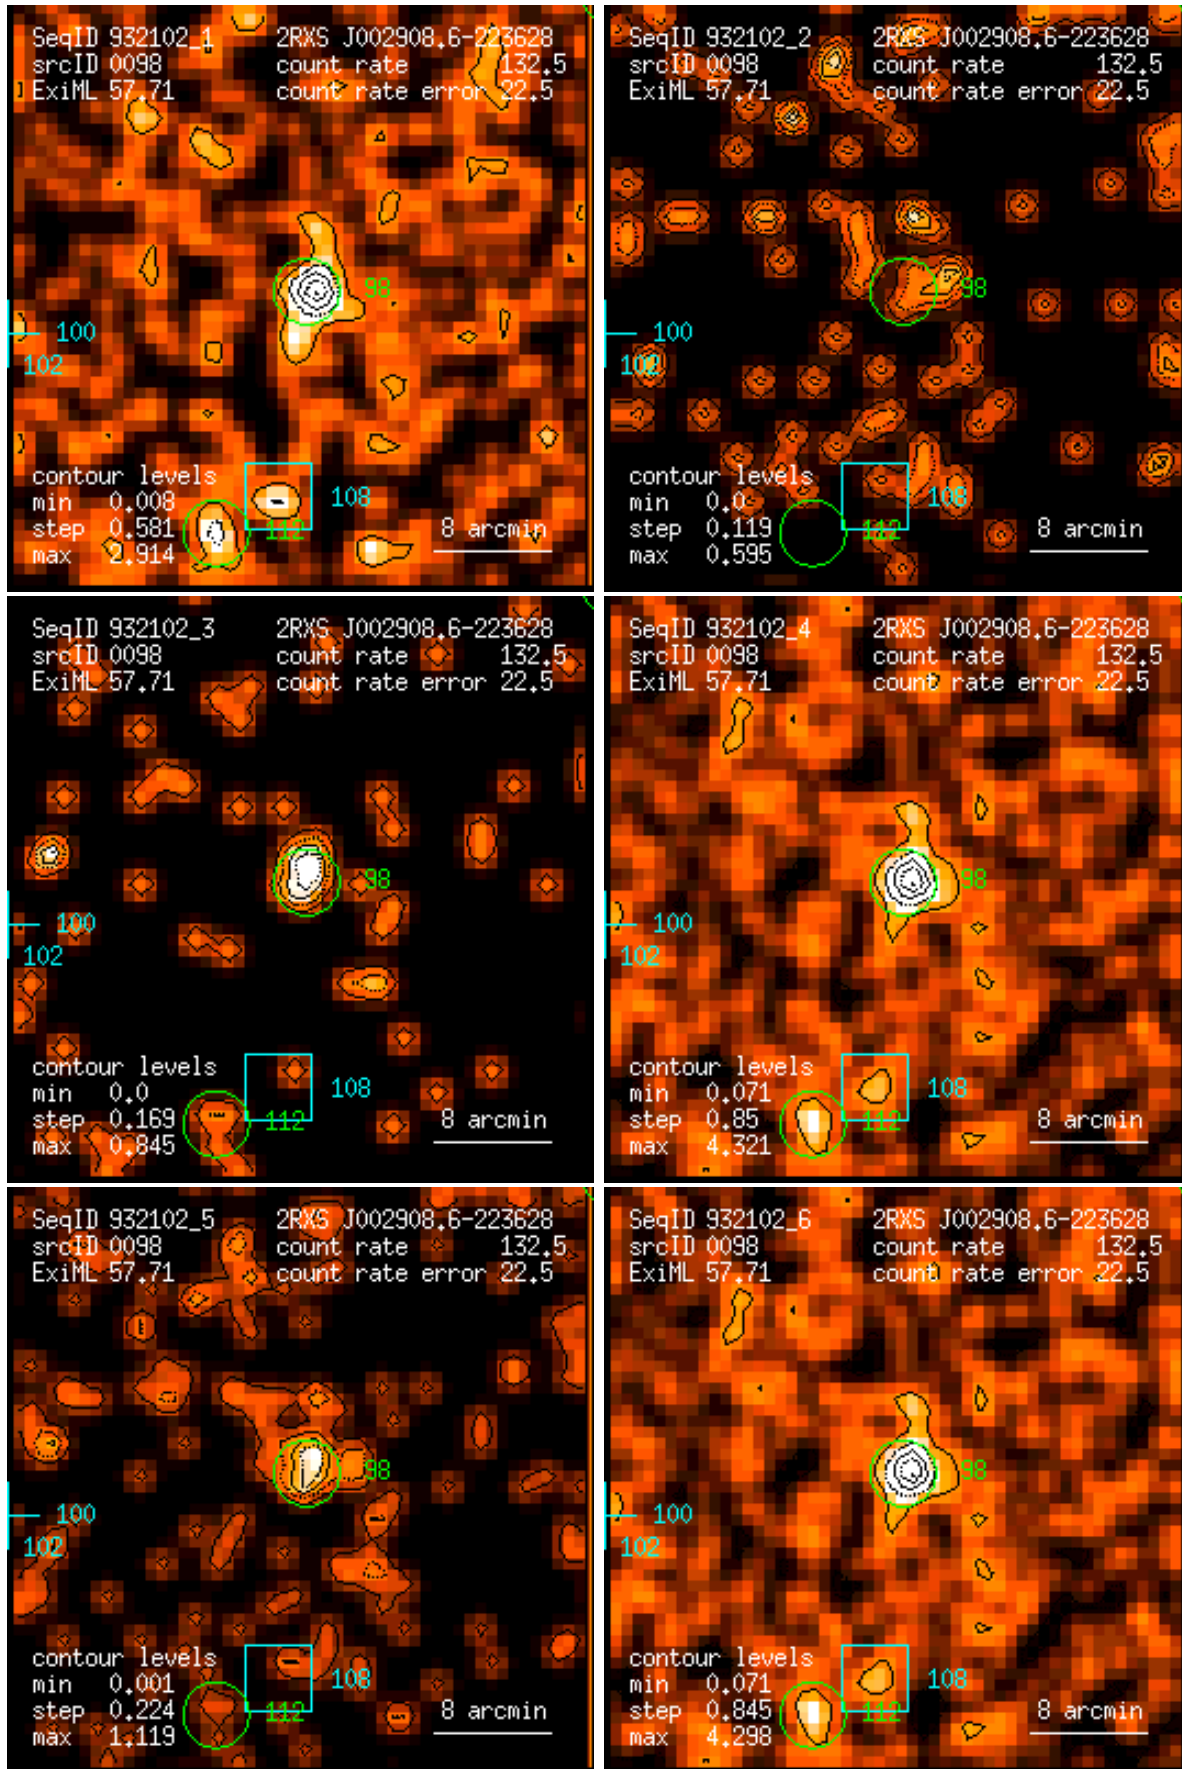 SeqID 932102_1 2RXS J002908.6-223628
srcID 0098 count rate 132.5
ExiML 57.71 count rate error 22.5
98
100
102
contour levels
min 0.008 108
step 0.581 112 8 arcmin
max 2.914
SeqID 932102_2 2RXS J002908.6-223628
srcID 0098 count rate 132.5
ExiML 57.71 count rate error 22.5
98
100
102
contour levels
min 0.0 108
step 0.119 112 8 arcmin
max 0.595
SeqID 932102_3 2RXS J002908.6-223628
srcID 0098 count rate 132.5
ExiML 57.71 count rate error 22.5
98
100
102
contour levels
min 0.0 108
step 0.169 112 8 arcmin
max 0.845
SeqID 932102_4 2RXS J002908.6-223628
srcID 0098 count rate 132.5
ExiML 57.71 count rate error 22.5
98
100
102
contour levels
min 0.071 108
step 0.85 112 8 arcmin
max 4.321
SeqID 932102_5 2RXS J002908.6-223628
srcID 0098 count rate 132.5
ExiML 57.71 count rate error 22.5
98
100
102
contour levels
min 0.001 108
step 0.224 112 8 arcmin
max 1.119
SeqID 932102_6 2RXS J002908.6-223628
srcID 0098 count rate 132.5
ExiML 57.71 count rate error 22.5
98
100
102
contour levels
min 0.071 108
step 0.845 112 8 arcmin
max 4.298